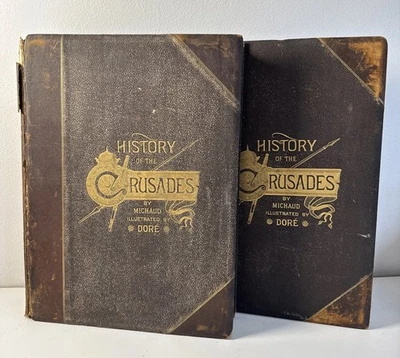 HISTORY
OF THE
CRUSADES
BY
MICHAUD
ILLUSTRATED BY
DORÉ
HISTORY
OF THE
CRUSADES
BY
MICHAUD
ILLUSTRATED BY
DORÉ